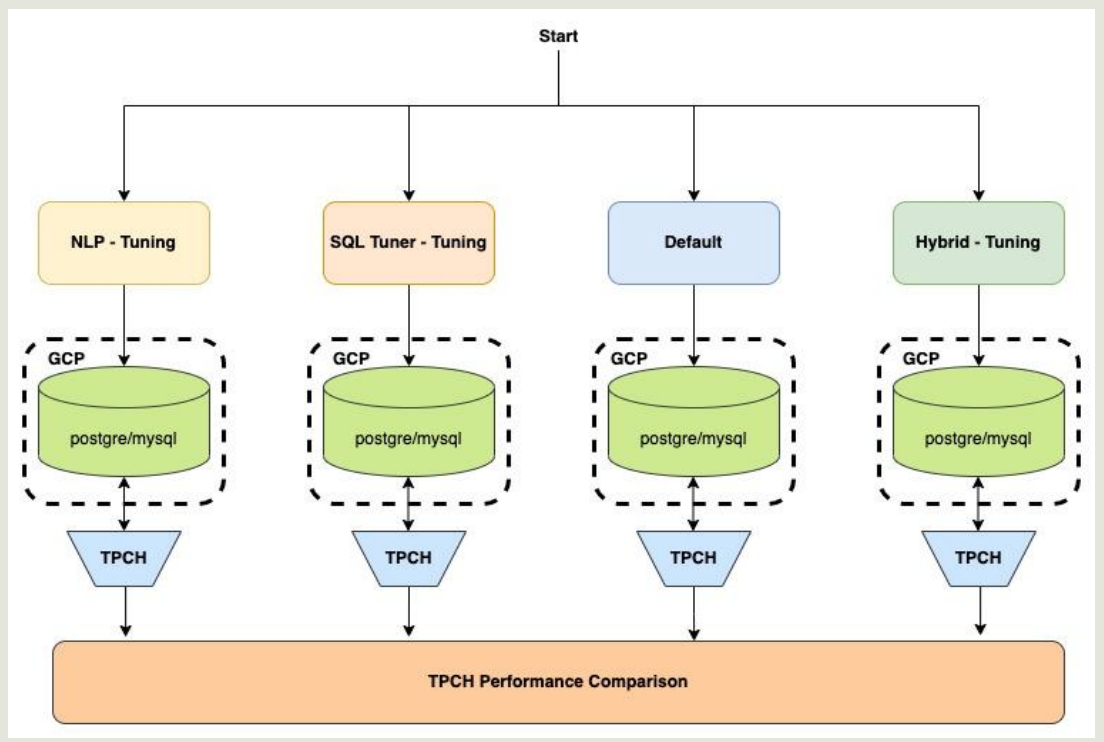 Start
NLP - Tuning
SQL Tuner - Tuning
Default
Hybrid - Tuning
GCP
GCP
GCP
GCP
postgre/mysql
postgre/mysql
postgre/mysql
postgre/mysql
TPCH
TPCH
TPCH
TPCH
TPCH Performance Comparison